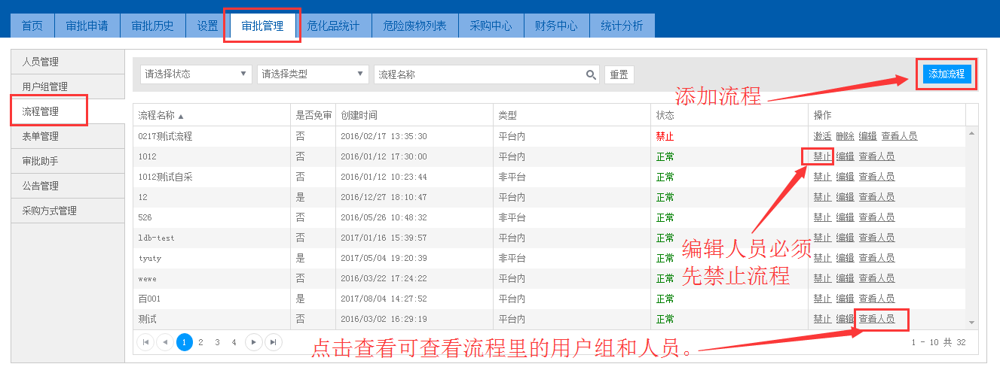 首页 审批申请 审批历史 设置 审批管理 危化品统计 危险废物列表 采购中心 财务中心 统计分析
人员管理
用户组管理
流程管理
表单管理
审批助手
公告管理
采购方式管理
请选择状态 请选择类型 流程名称 重置 添加流程
添加流程
流程名称 是否免审 创建时间 类型 状态 操作
0217测试流程 否 2016/02/17 13:35:30 平台内 禁止 激活 删除 编辑 查看人员
1012 否 2016/01/12 17:30:00 平台内 正常 禁止 编辑 查看人员
1012测试自采 否 2016/01/12 10:23:44 非平台 正常 禁止 编辑 查看人员
12 是 2016/12/27 18:10:47 平台内 正常 禁止 编辑 查看人员
526 否 2016/05/26 10:48:32 非平台 正常 禁止 编辑 查看人员
ldb-test 否 2017/01/16 15:39:57 平台内 正常 禁止 编辑 查看人员
tyuty 是 2017/05/04 19:20:39 非平台 正常 禁止 编辑 查看人员
wewe 否 2016/03/22 17:24:22 平台内 正常 禁止 编辑 查看人员
百001 是 2017/08/04 14:27:52 平台内 正常 禁止 编辑 查看人员
测试 否 2016/03/02 16:29:19 平台内 正常 禁止 编辑 查看人员
编辑人员必须
先禁止流程
1 2 3 4 1 - 10 共 32
点击查看可查看流程里的用户组和人员。